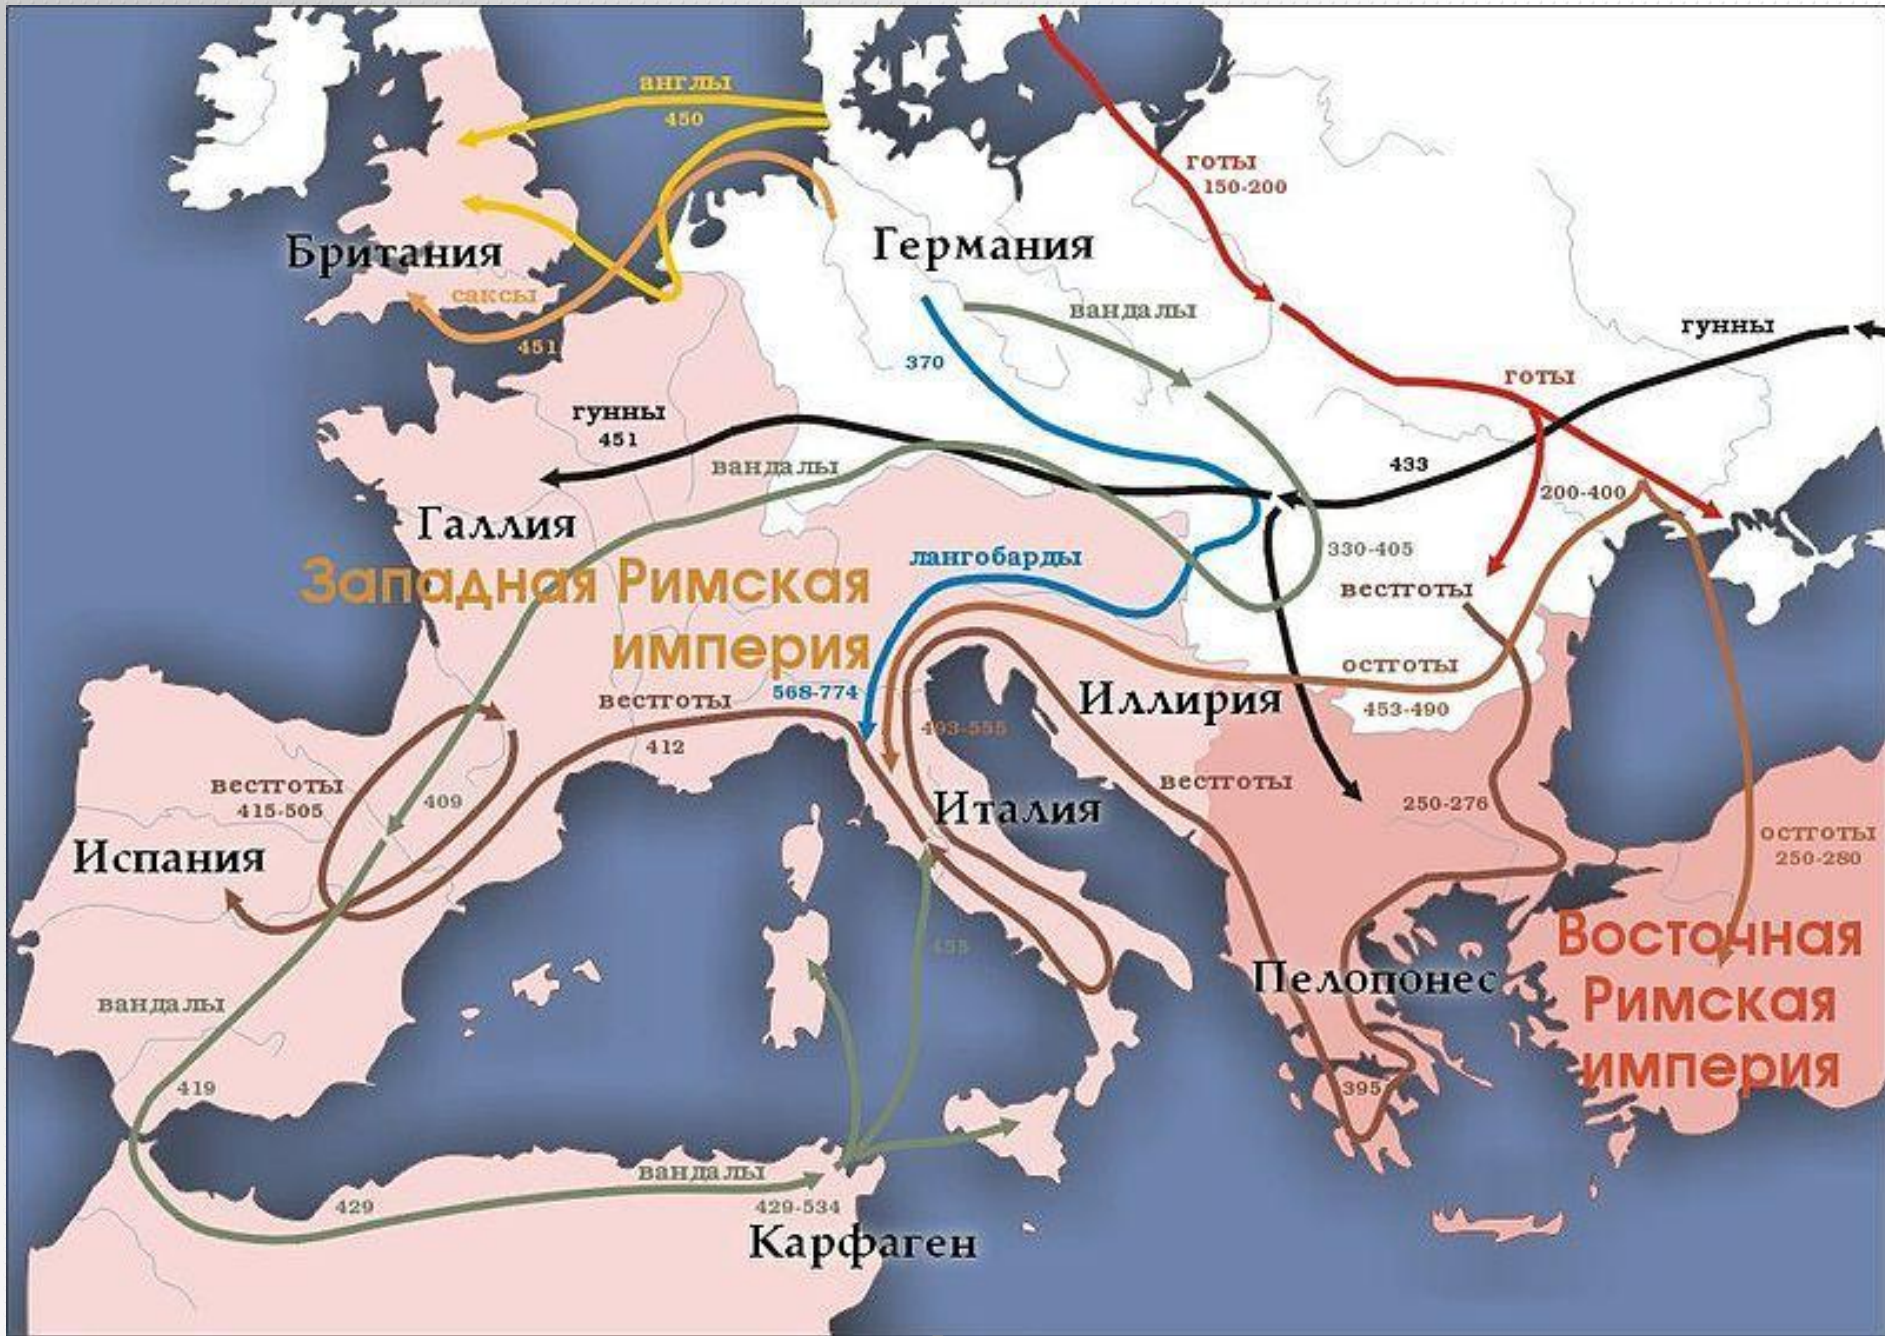 англы
450
готы
150-200
Британия
Германия
саксы
451
вандалы
370
гунны
готы
гунны
451
вандалы
433
200-400
Галлия
330-405
лангобарды
Западная Римская
империя
вестготы
остготы
453-490
568-774
Иллирия
вестготы
412
493-555
вестготы
415-505
409
вестготы
250-276
Италия
остготы
250-280
Испания
455
Восточная
Римская
империя
Пелопонес
вандалы
419
395
вандалы
429
429-534
Карфаген